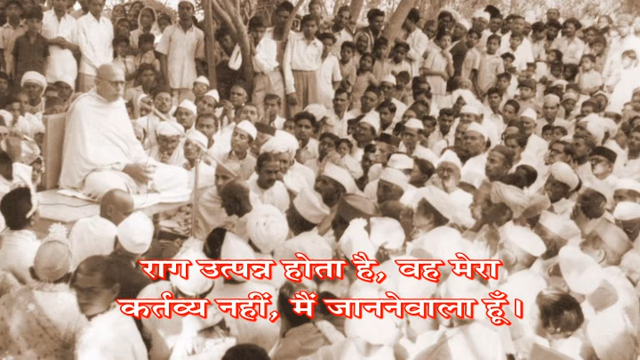 राग उत्पन्न होता है, वह मेरा
कर्तव्य नहीं, मैं जाननेवाला हूँ।